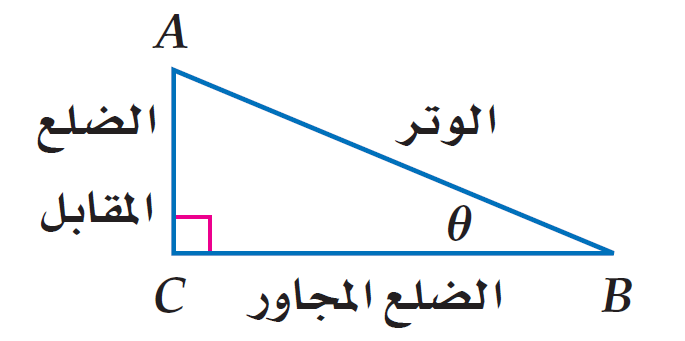 A
الضلع
المقابل
الوتر
θ
C
الضلع المجاور
B